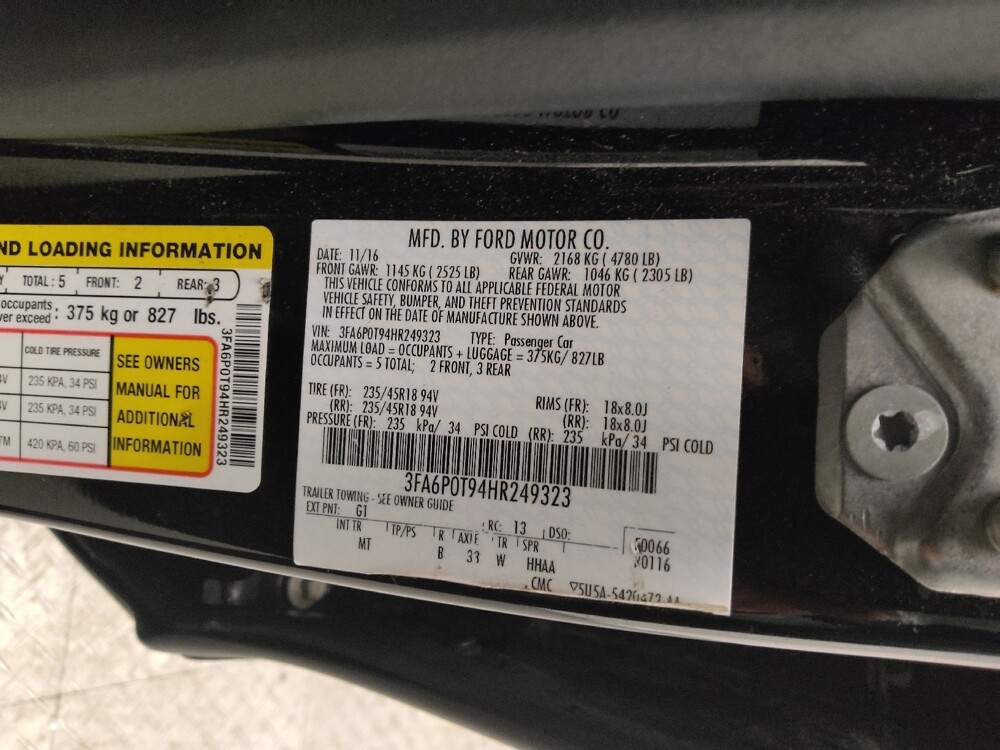 ND LOADING INFORMATION
TOTAL: 5 FRONT: 2 REAR: 3
occupants
ver exceed : 375 kg or 827 lbs.
COLD TIRE PRESSURE
235 KPA, 34 PSI
235 KPA, 34 PSI
420 KPA, 60 PSI
SEE OWNERS
MANUAL FOR
ADDITIONAL
INFORMATION
3FA6P0T94HR249323
MFD. BY FORD MOTOR CO.
DATE: 11/16 GVWR: 2168 KG ( 4780 LB)
FRONT GAWR: 1145 KG ( 2525 LB) REAR GAWR: 1046 KG ( 2305 LB)
THIS VEHICLE CONFORMS TO ALL APPLICABLE FEDERAL MOTOR
VEHICLE SAFETY, BUMPER, AND THEFT PREVENTION STANDARDS
IN EFFECT ON THE DATE OF MANUFACTURE SHOWN ABOVE.
VIN: 3FA6P0T94HR249323 TYPE: Passenger Car
MAXIMUM LOAD = OCCUPANTS + LUGGAGE = 375KG/ 827LB
OCCUPANTS = 5 TOTAL; 2 FRONT, 3 REAR
TIRE (FR): 235/45R18 94V RIMS (FR): 18x8.0J
(RR): 235/45R18 94V (RR): 18x8.0J
PRESSURE (FR): 235 kPa/ 34 PSI COLD (RR): 235 kPa/ 34 PSI COLD
3FA6P0T94HR249323
TRAILER TOWING - SEE OWNER GUIDE
EXT PNT: G1 RC: 13 DSO:
INT TR TP/PS R AXLE TR SPR
MT B 33 W HHAA
0066
0116
CMC